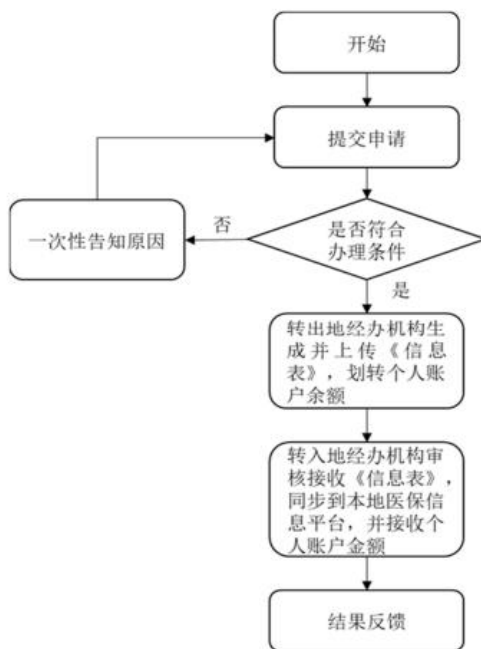 开始
提交申请
一次性告知原因
否
是否符合
办理条件
是
转出地经办机构生
成并上传《信息
表》，划转个人账
户余额
转入地经办机构审
核接收《信息表》，
同步到本地医保信
息平台，并接收个
人账户金额
结果反馈